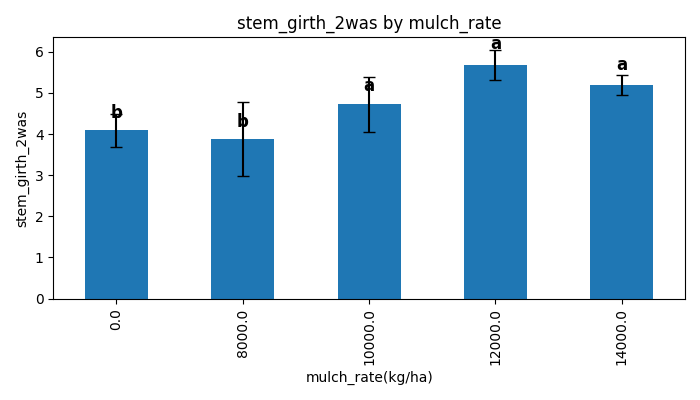 stem_girth_2was by mulch_rate
stem_girth_2was
6
5
4
3
2
1
0
b
b
a
a
a
0.0
8000.0
10000.0
12000.0
14000.0
mulch_rate(kg/ha)